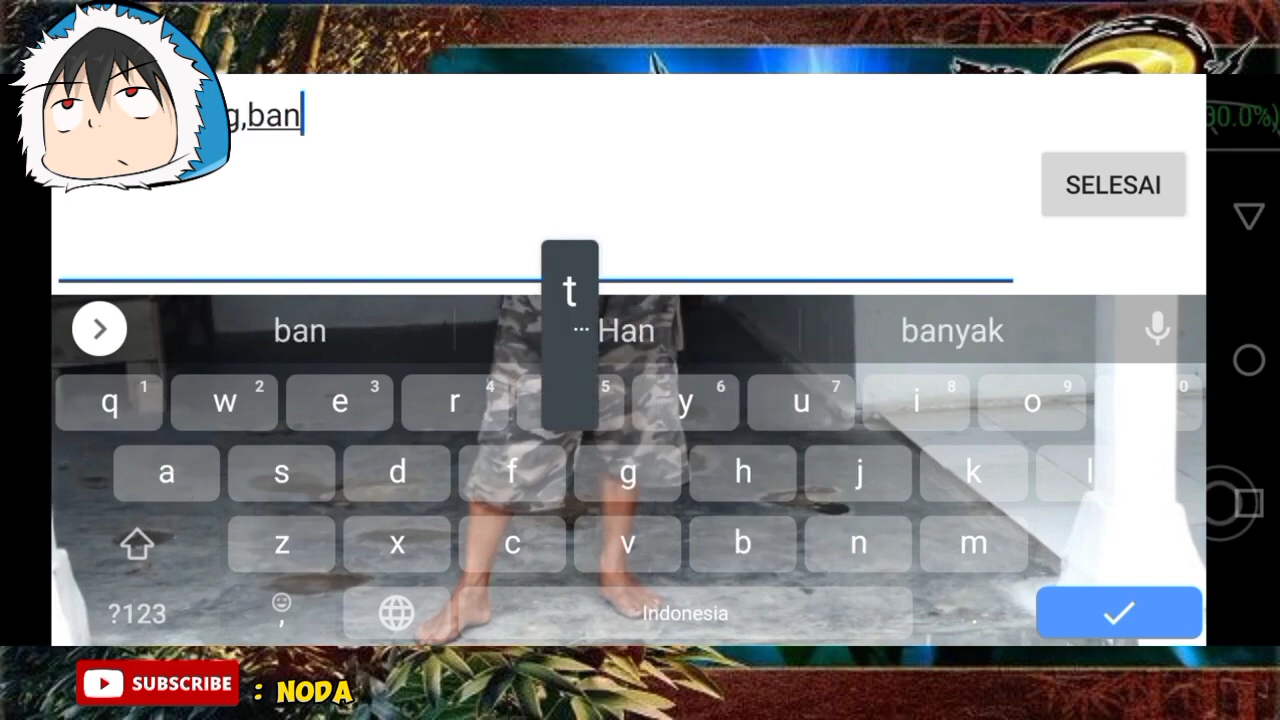 g,ban
30.0%)
SELESAI
t
...
ban Han banyak
q 1 w 2 e 3 r 4 5 y 6 u 7 i 8 o 9 0
a s d f g h j k l
z x c v b n m
?123 , Indonesia .
SUBSCRIBE : NODA